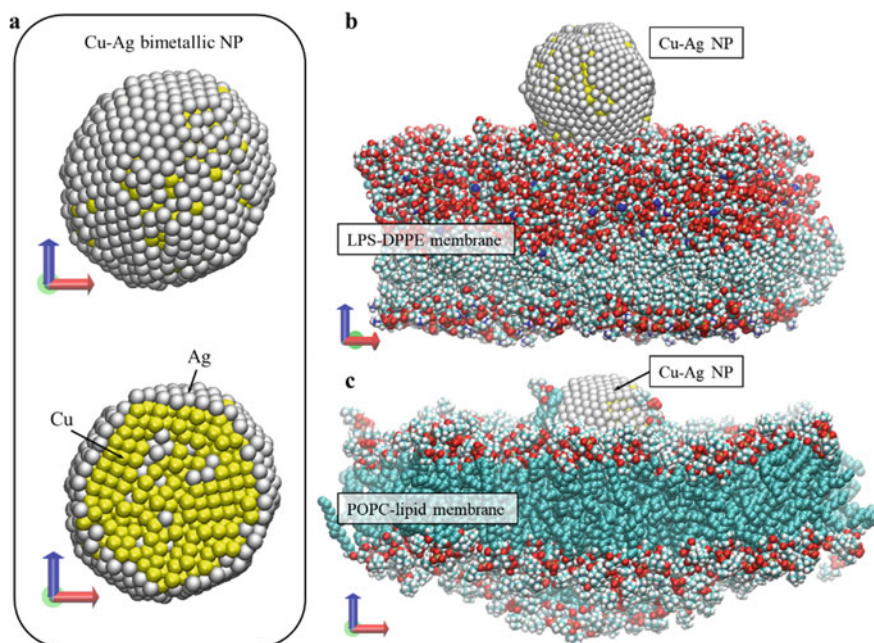 a
Cu-Ag bimetallic NP
Ag
Cu
b
Cu-Ag NP
LPS-DPPE membrane
c
Cu-Ag NP
POPC-lipid membrane